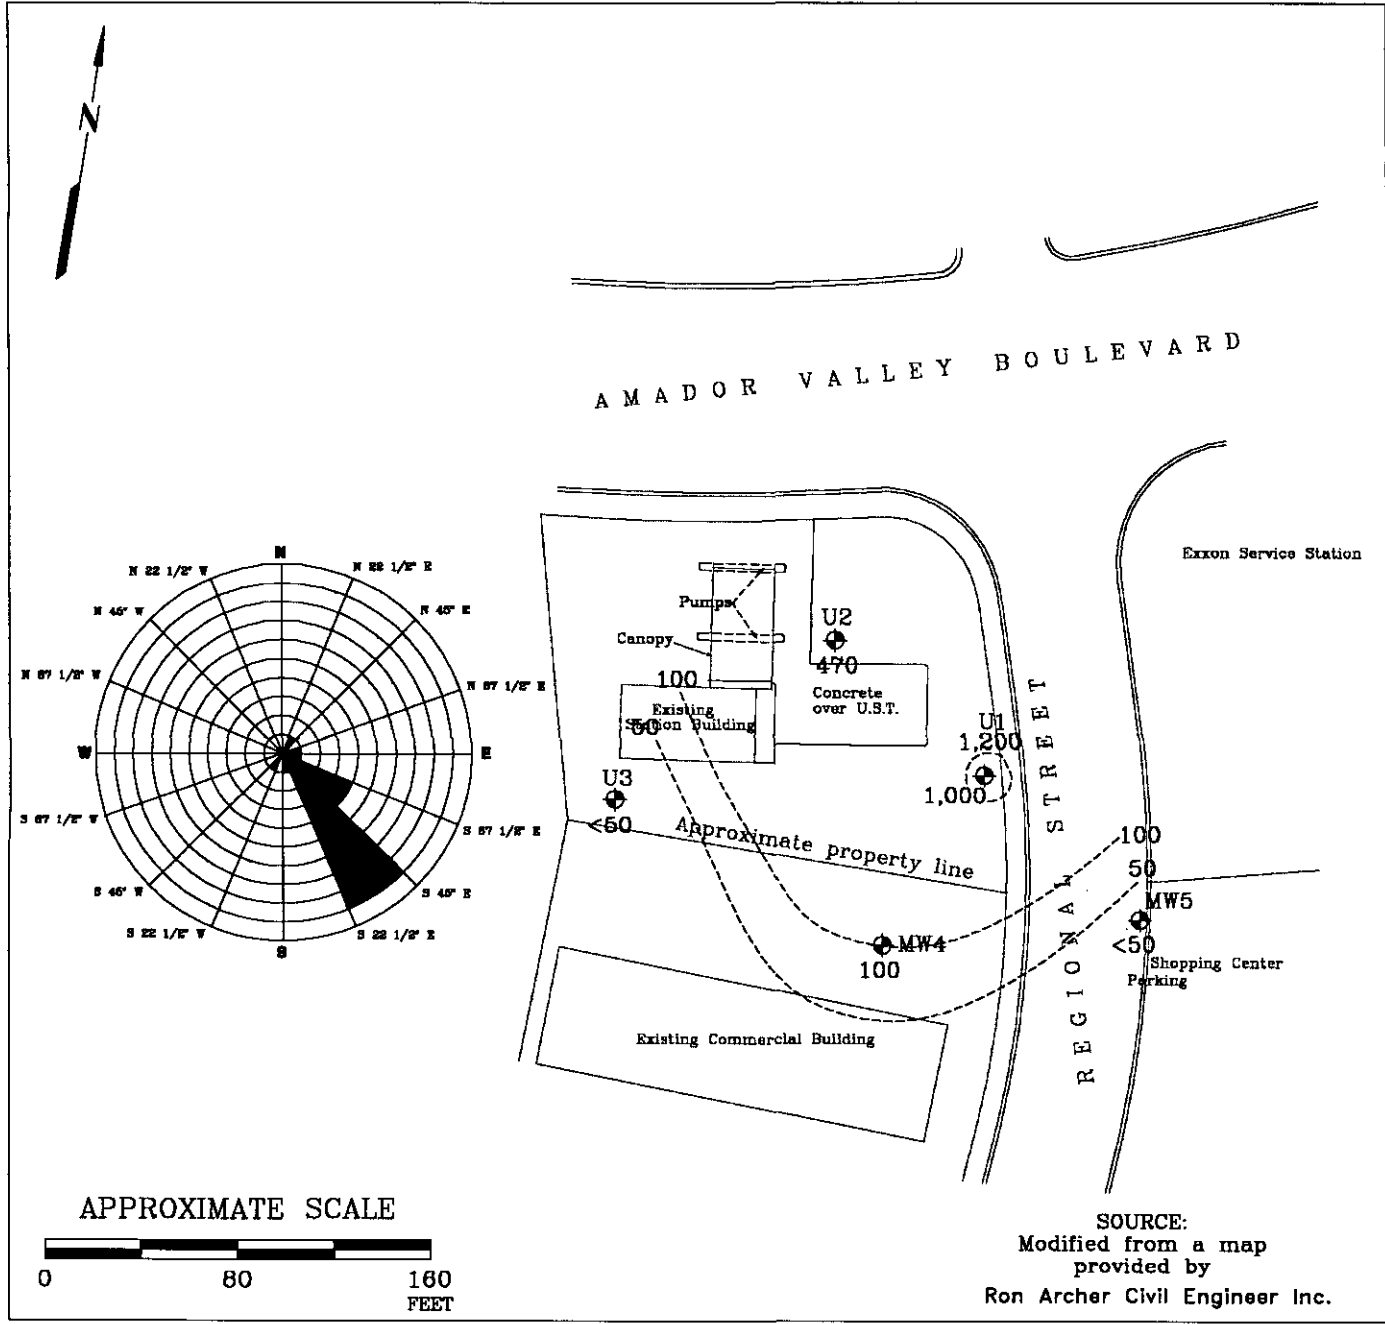 N
AMADOR VALLEY BOULEVARD
Exxon Service Station
N
N 22 1/2° W
N 22 1/2° E
N 45° W
N 45° E
N 67 1/2° W
N 67 1/2° E
W
E
S 67 1/2° W
S 67 1/2° E
S 45° W
S 45° E
S 22 1/2° W
S 22 1/2° E
S
Pumps
Canopy
U2
470
100
Concrete
over U.S.T.
Existing
Station Building
50
U1
1,200
1,000
U3
<50
Approximate property line
REGIONAL STREET
100
50
MW5
<50
Shopping Center
Parking
MW4
100
Existing Commercial Building
APPROXIMATE SCALE
0
80
160
FEET
SOURCE:
Modified from a map
provided by
Ron Archer Civil Engineer Inc.